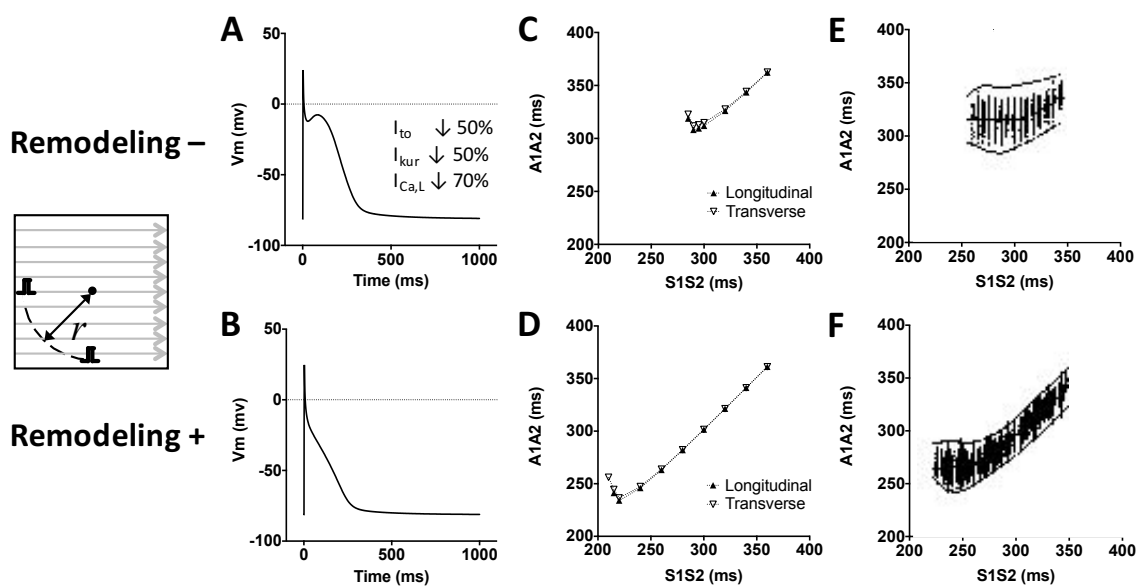 Remodeling –
r
Remodeling +
A
50
0
-50
-100
Vm (mv)
0
500
1000
Time (ms)
I_to ↓ 50%
I_kur ↓ 50%
I_Ca,L ↓ 70%
C
400
350
300
250
200
A1A2 (ms)
Longitudinal
Transverse
200
250
300
350
400
S1S2 (ms)
E
400
350
300
250
200
A1A2 (ms)
200
250
300
350
400
S1S2 (ms)
B
50
0
-50
-100
Vm (mv)
0
500
1000
Time (ms)
D
400
350
300
250
200
A1A2 (ms)
Longitudinal
Transverse
200
250
300
350
400
S1S2 (ms)
F
400
350
300
250
200
A1A2 (ms)
200
250
300
350
400
S1S2 (ms)